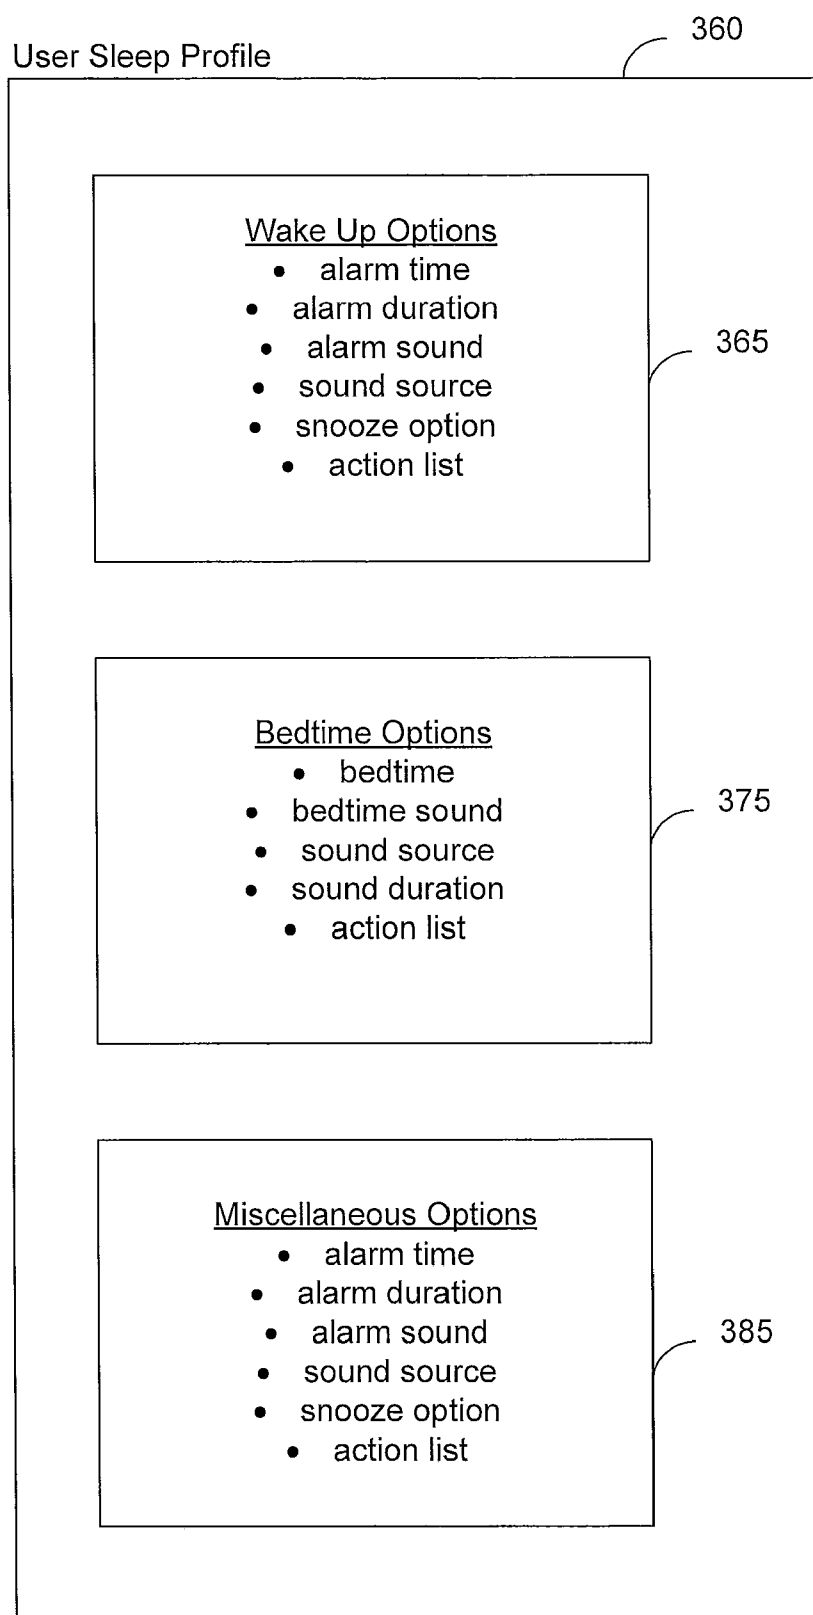 360
User Sleep Profile
Wake Up Options
• alarm time
• alarm duration
• alarm sound
• sound source
• snooze option
• action list
365
Bedtime Options
• bedtime
• bedtime sound
• sound source
• sound duration
• action list
375
Miscellaneous Options
• alarm time
• alarm duration
• alarm sound
• sound source
• snooze option
• action list
385